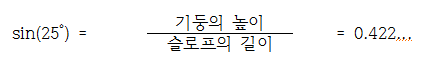 sin(25°) = 기둥의 높이 / 슬로프의 길이 = 0.422,,,